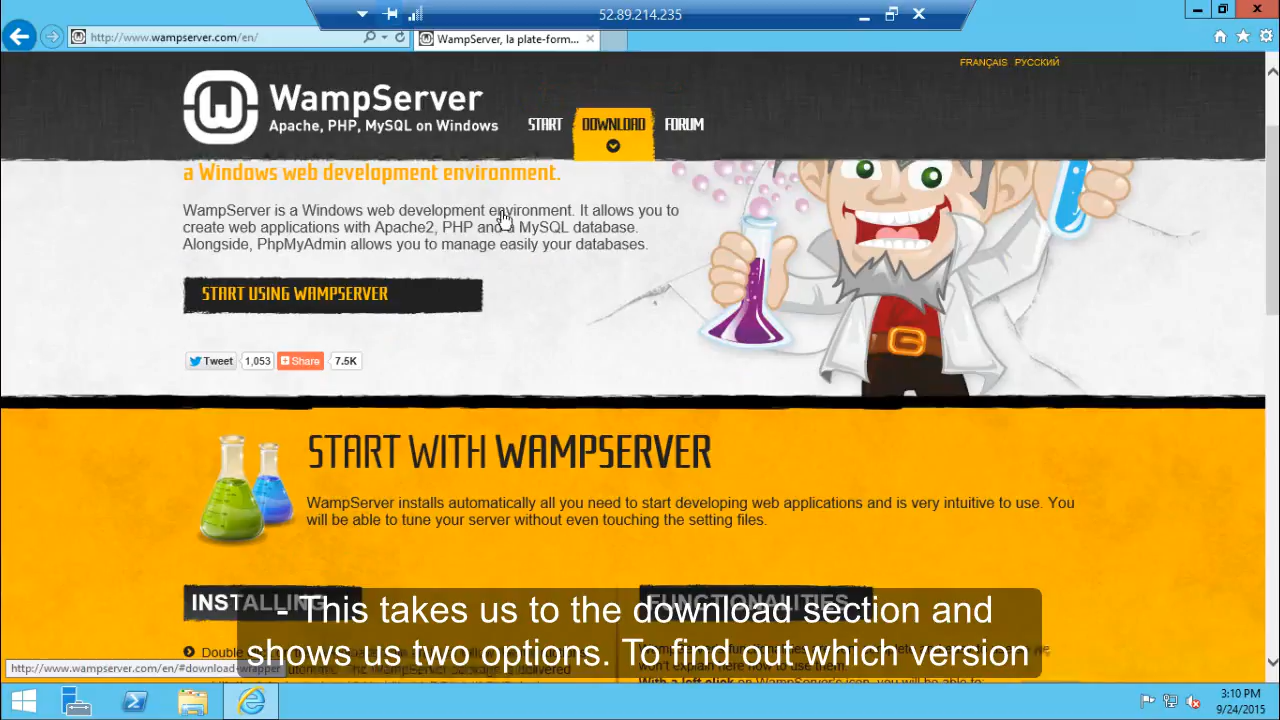 52.89.214.235
http://www.wampserver.com/en/
WampServer, la plate-form...
FRANÇAIS РУССКИЙ
WampServer
Apache, PHP, MySQL on Windows
START DOWNLOAD FORUM
a Windows web development environment.
WampServer is a Windows web development environment. It allows you to
create web applications with Apache2, PHP and a MySQL database.
Alongside, PhpMyAdmin allows you to manage easily your databases.
START USING WAMPSERVER
Tweet 1,053 Share 7.5K
START WITH WAMPSERVER
WampServer installs automatically all you need to start developing web applications and is very intuitive to use. You
will be able to tune your server without even touching the setting files.
INSTALLING
FUNCTIONALITIES
- This takes us to the download section and
shows us two options. To find out which version
Double
http://www.wampserver.com/en/#download-wrapper
3:10 PM
9/24/2015